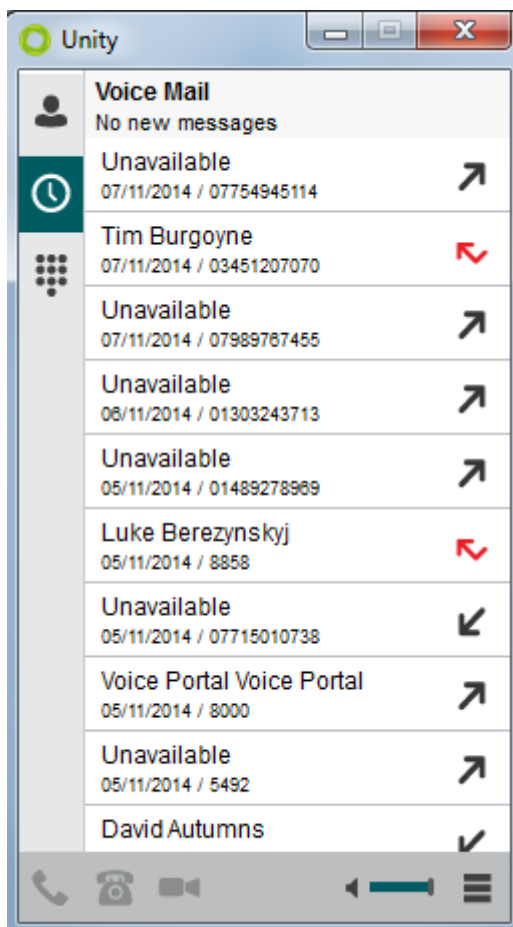 Unity
Voice Mail
No new messages
Unavailable
07/11/2014 / 07754945114
Tim Burgoyne
07/11/2014 / 03451207070
Unavailable
07/11/2014 / 07989767455
Unavailable
06/11/2014 / 01303243713
Unavailable
05/11/2014 / 01489278969
Luke Berezynskyj
05/11/2014 / 8858
Unavailable
05/11/2014 / 07715010738
Voice Portal Voice Portal
05/11/2014 / 8000
Unavailable
05/11/2014 / 5492
David Autumns